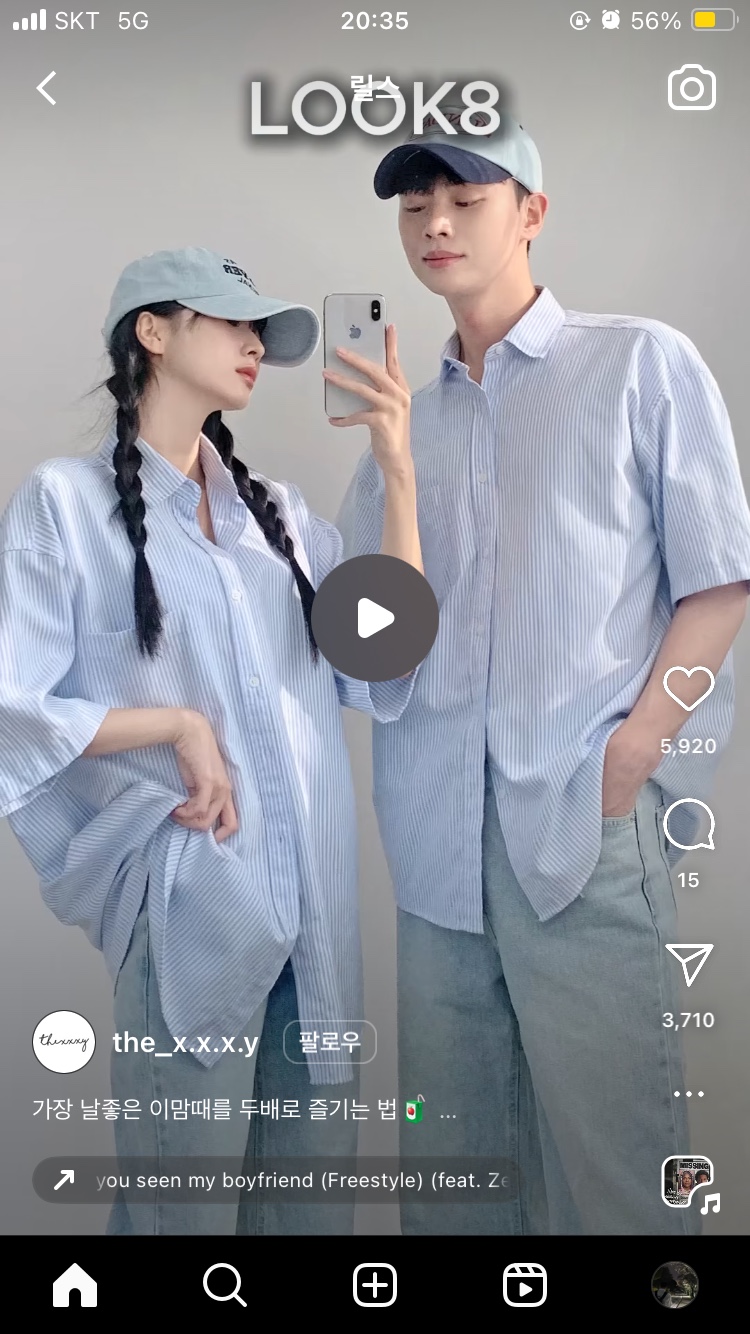 SKT 5G 20:35 56%
릴스
LOOK8
5,920
15
3,710
thexxxy the_x.x.x.y 팔로우
가장 날좋은 이맘때를 두배로 즐기는 법🧃 ...
you seen my boyfriend (Freestyle) (feat. Ze
MISSING